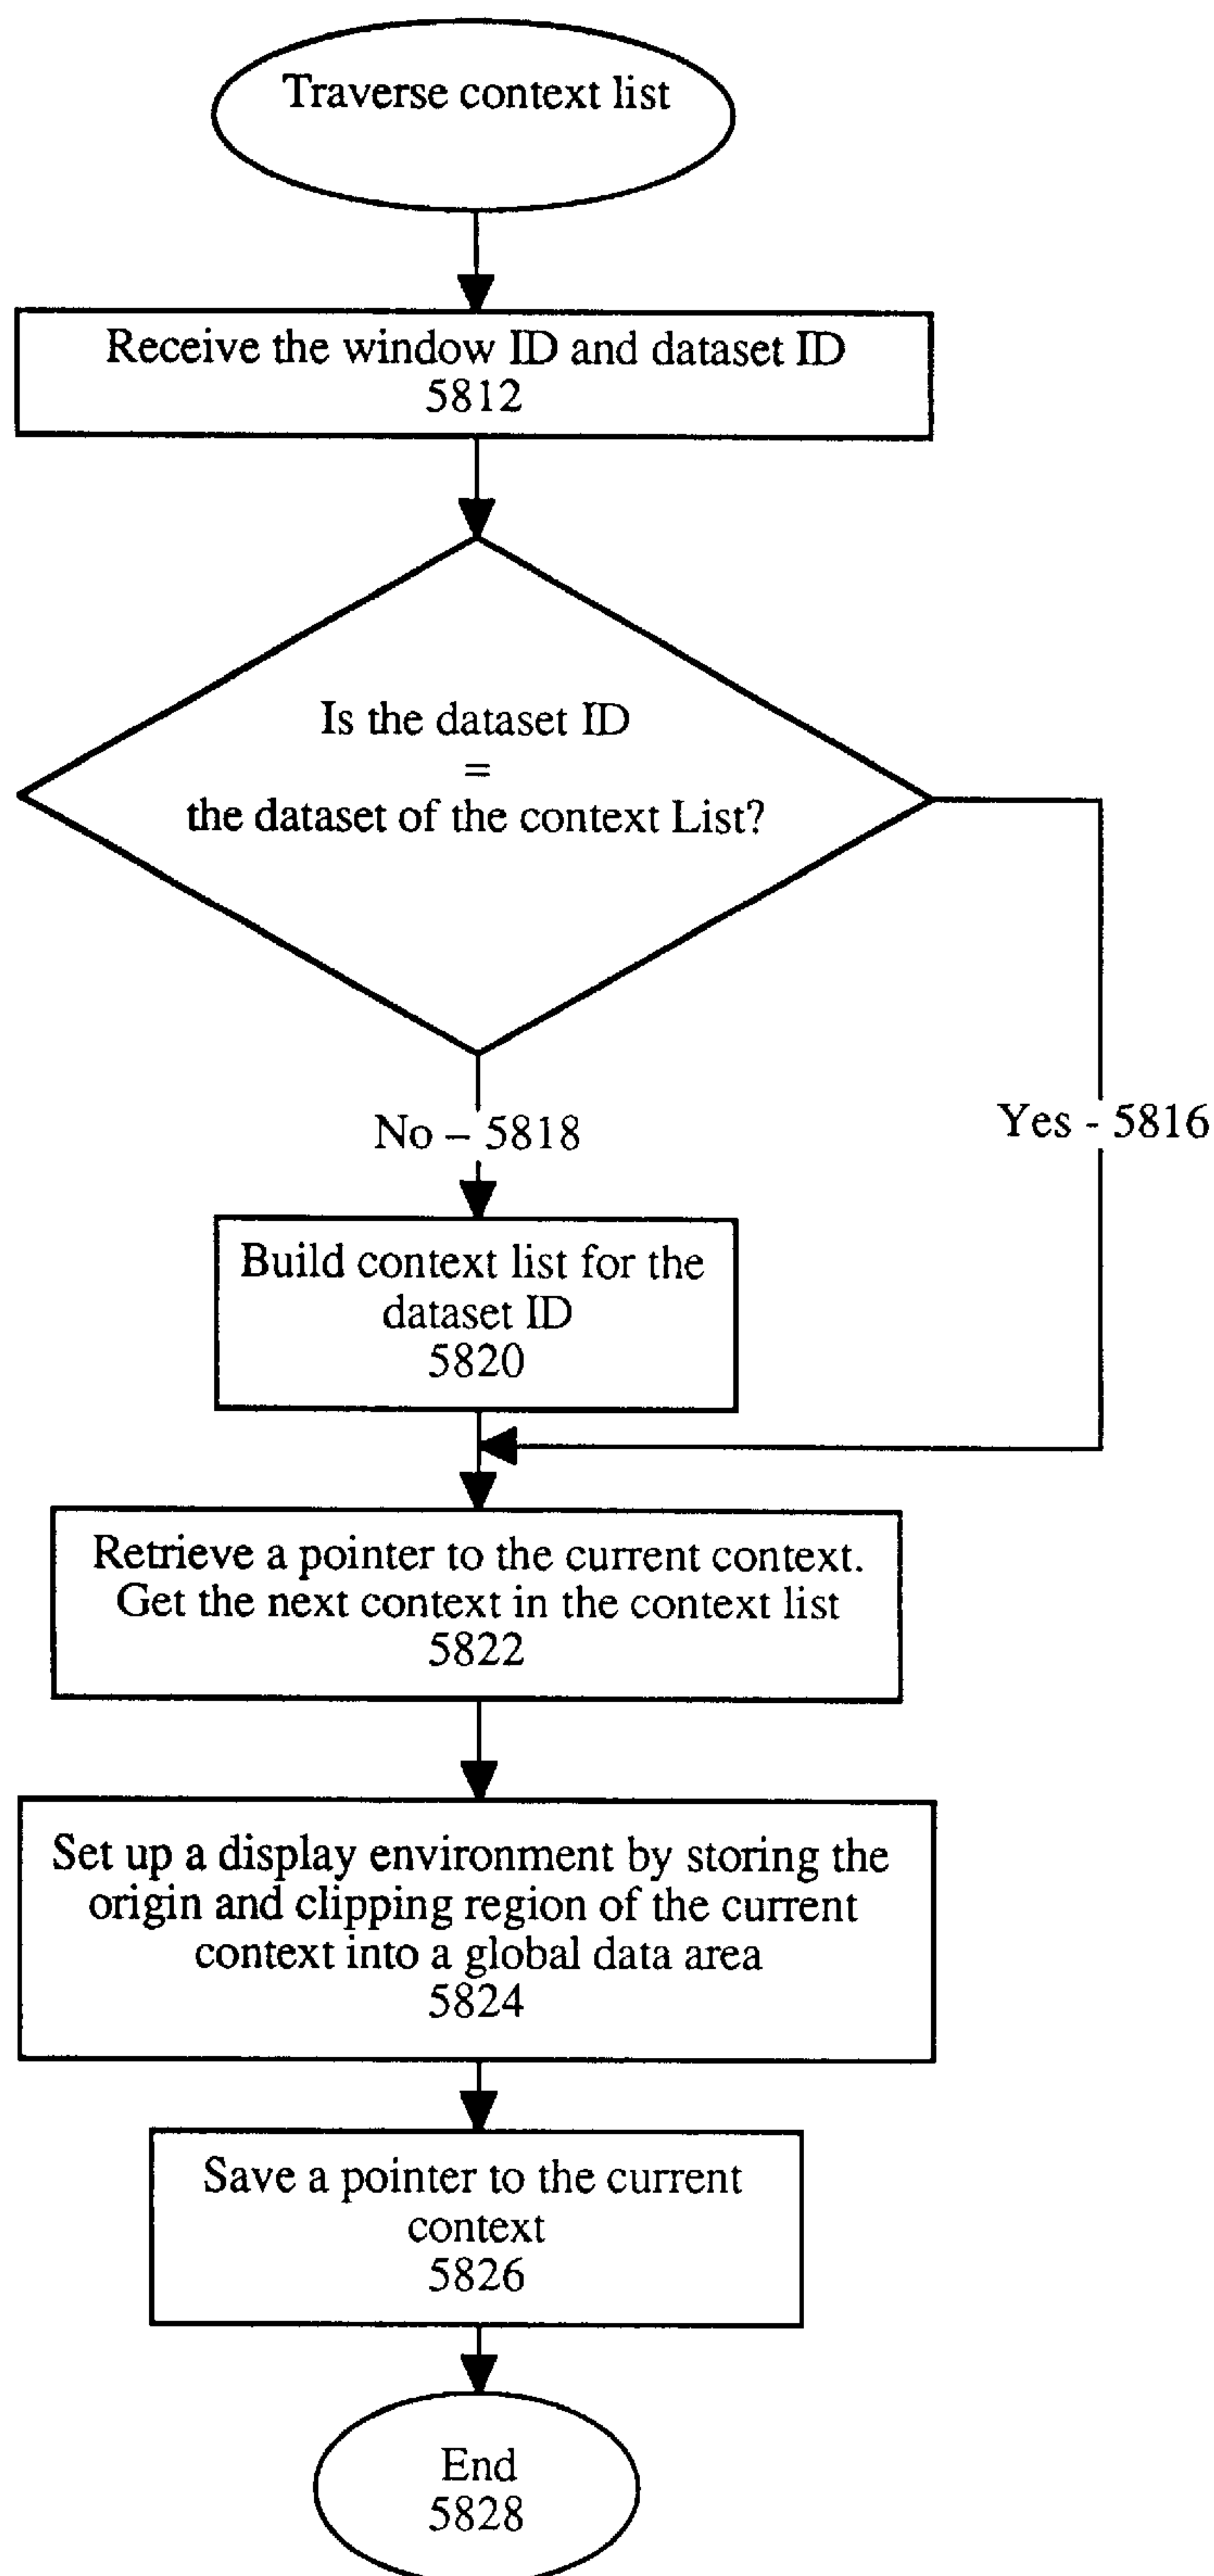 Traverse context list
Receive the window ID and dataset ID
5812
Is the dataset ID
=
the dataset of the context List?
No – 5818
Yes - 5816
Build context list for the
dataset ID
5820
Retrieve a pointer to the current context.
Get the next context in the context list
5822
Set up a display environment by storing the
origin and clipping region of the current
context into a global data area
5824
Save a pointer to the current
context
5826
End
5828